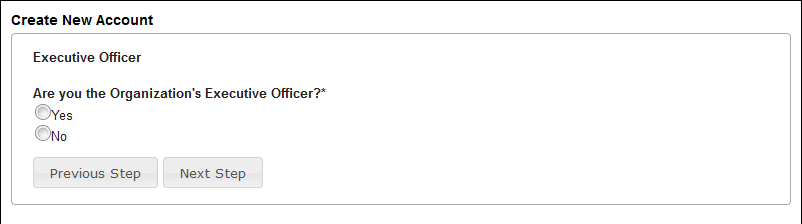 Create New Account
Executive Officer
Are you the Organization's Executive Officer?*
Yes
No
Previous Step Next Step